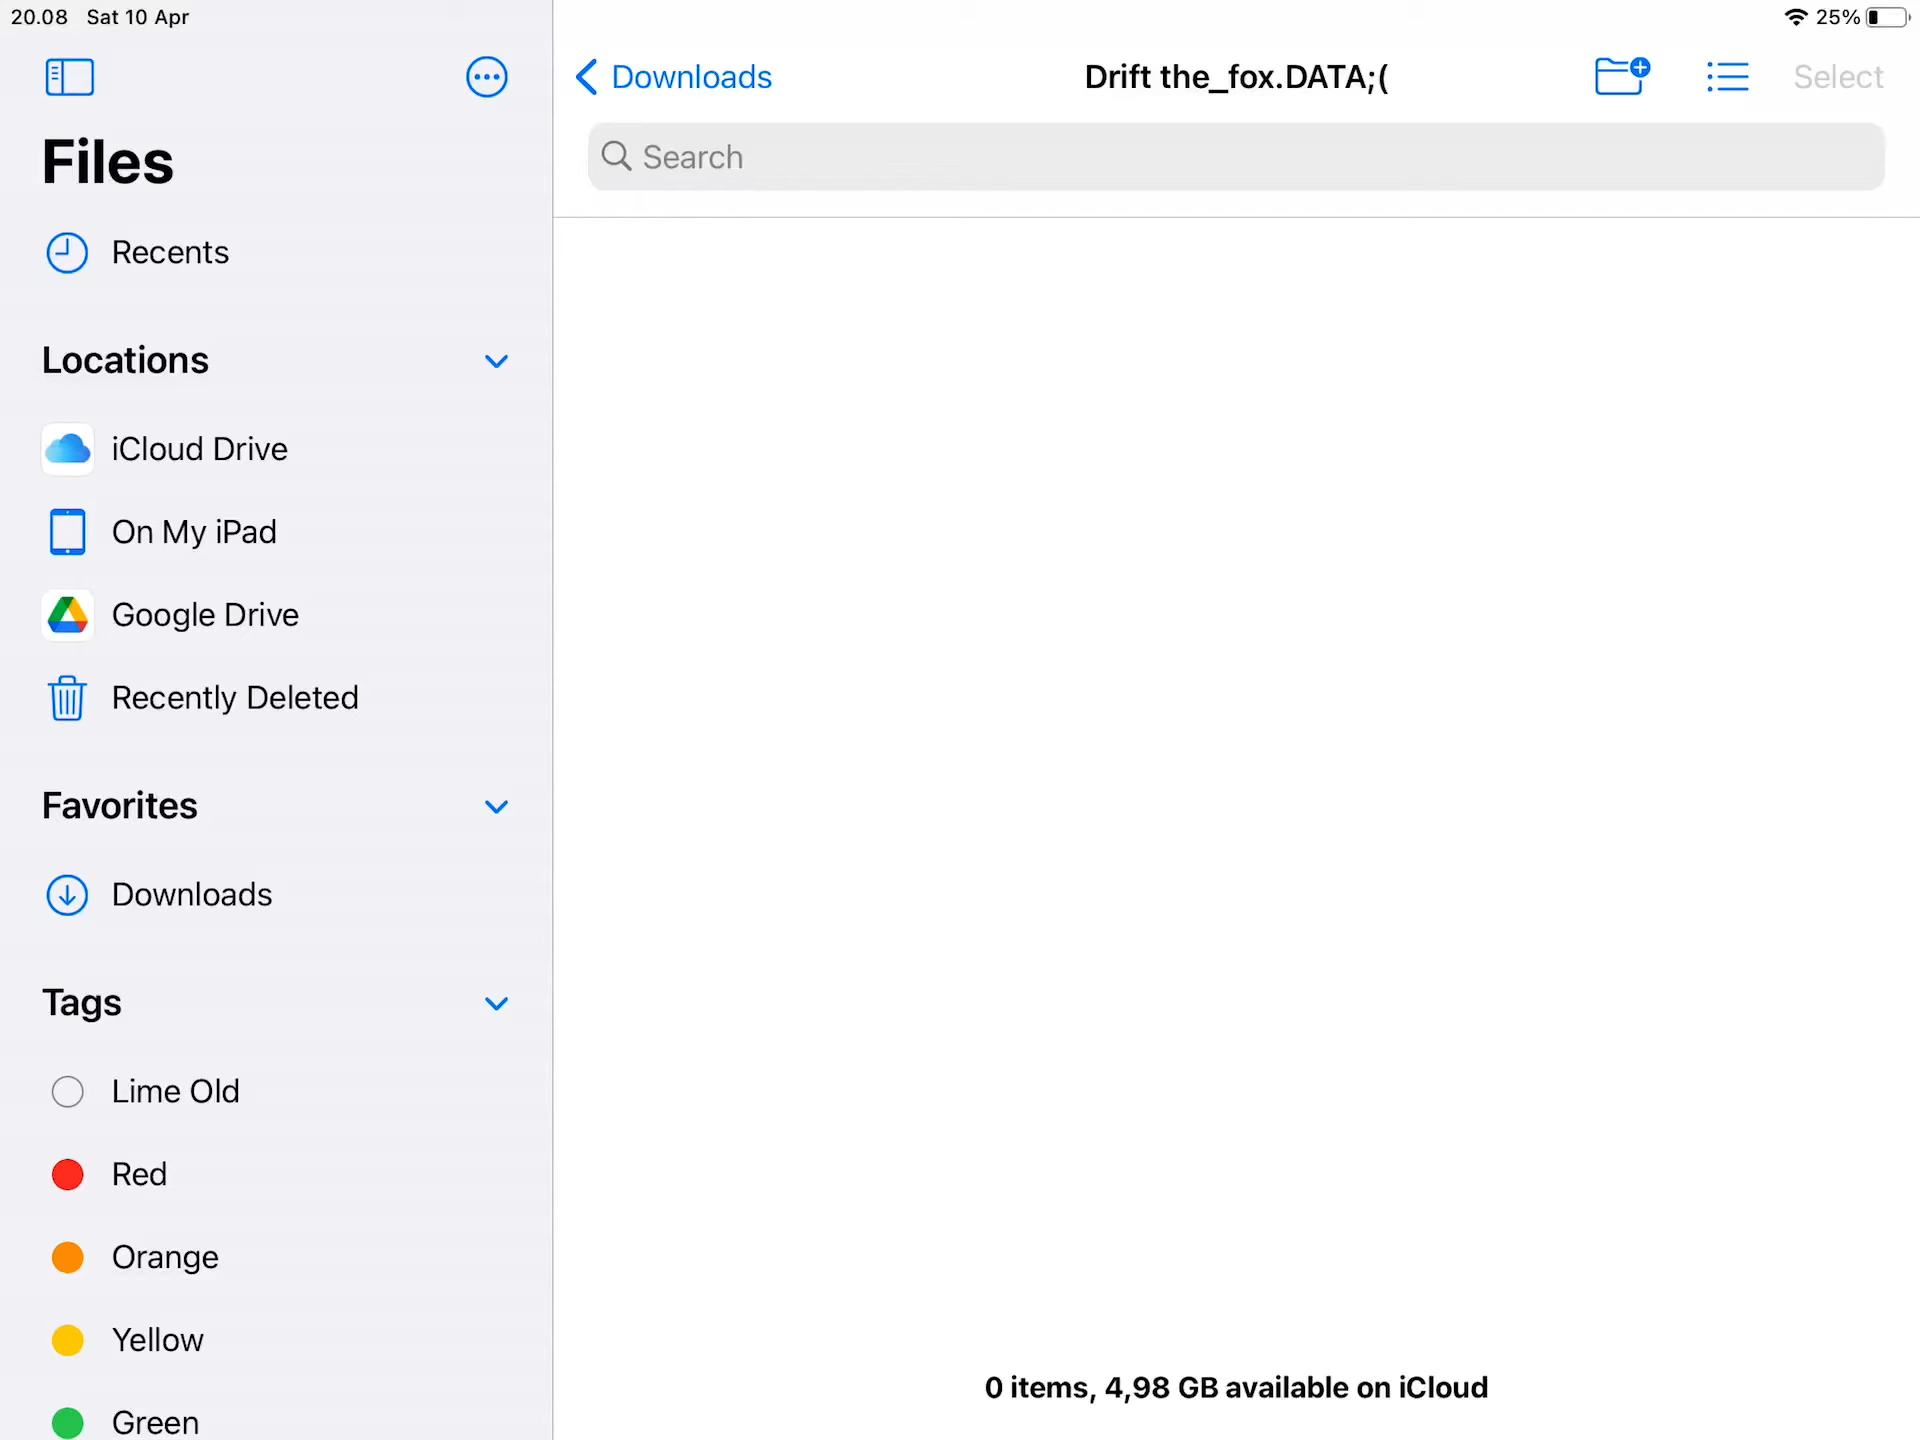 20.08 Sat 10 Apr
25%
Files
Recents
Locations
iCloud Drive
On My iPad
Google Drive
Recently Deleted
Favorites
Downloads
Tags
Lime Old
Red
Orange
Yellow
Green
Downloads
Drift the_fox.DATA;(
Select
Search
0 items, 4,98 GB available on iCloud